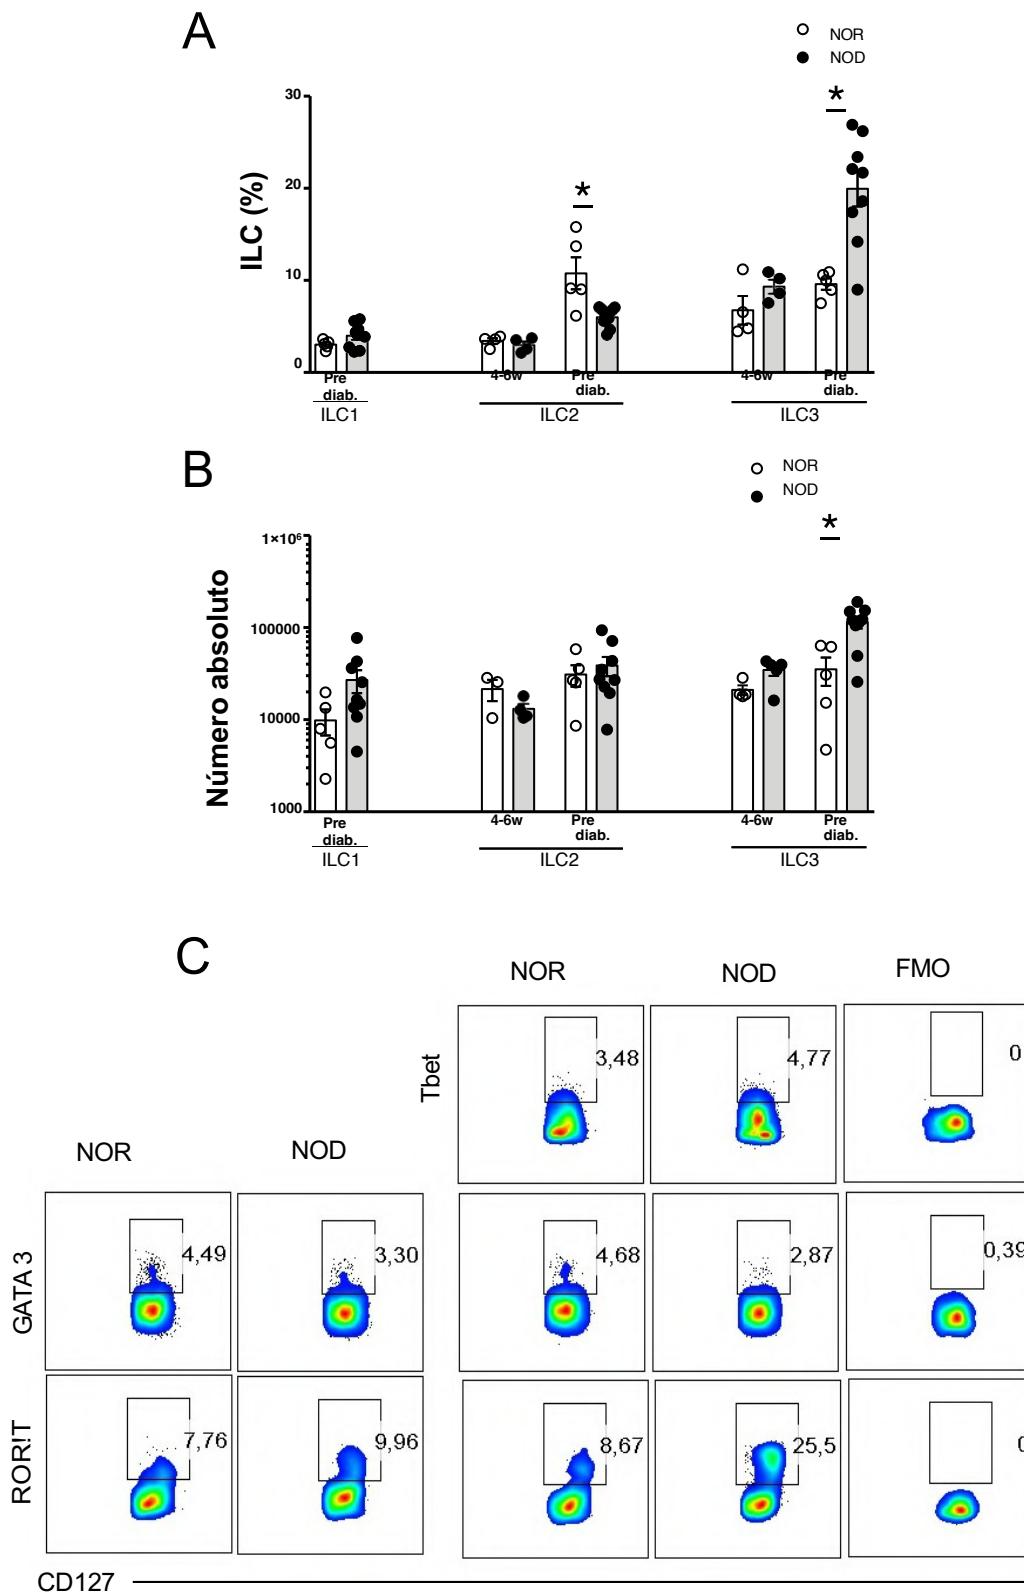 A
NOR
NOD
*
30
*
20
ILC (%)
10
0
Pre
diab.
4-6w
Pre
diab.
4-6w
Pre
diab.
ILC1
ILC2
ILC3
B
NOR
NOD
*
1×10⁶
100000
Número absoluto
10000
1000
Pre
diab.
4-6w
Pre
diab.
4-6w
Pre
diab.
ILC1
ILC2
ILC3
C
NOR
NOD
FMO
Tbet
3,48
4,77
0
NOR
NOD
GATA 3
4,49
3,30
4,68
2,87
0,39
ROR!T
7,76
9,96
8,67
25,5
0
CD127